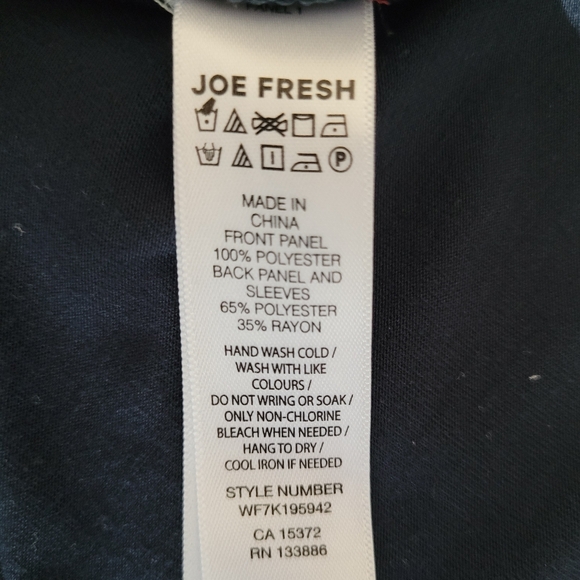 JOE FRESH
P
MADE IN
CHINA
FRONT PANEL
100% POLYESTER
BACK PANEL AND
SLEEVES
65% POLYESTER
35% RAYON
HAND WASH COLD /
WASH WITH LIKE
COLOURS /
DO NOT WRING OR SOAK /
ONLY NON-CHLORINE
BLEACH WHEN NEEDED /
HANG TO DRY /
COOL IRON IF NEEDED
STYLE NUMBER
WF7K195942
CA 15372
RN 133886